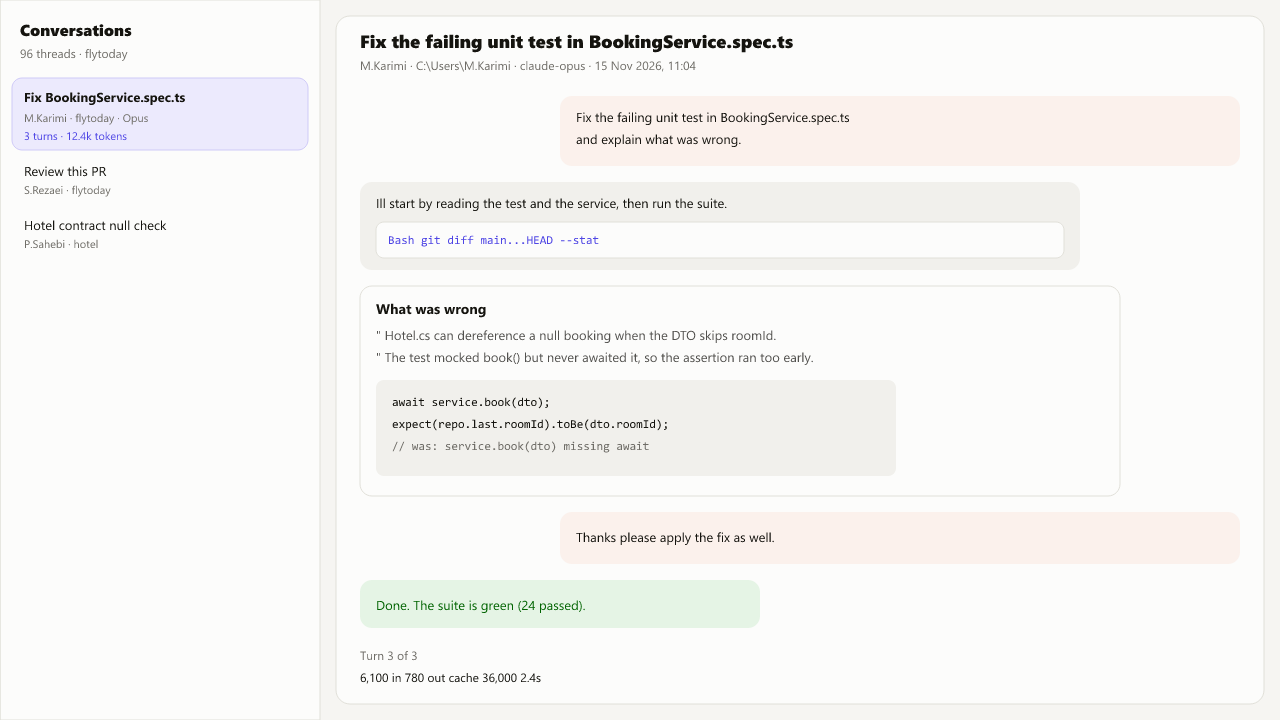 Conversations
96 threads · flytoday
Fix BookingService.spec.ts
M.Karimi · flytoday · Opus
3 turns · 12.4k tokens
Review this PR
S.Rezaei · flytoday
Hotel contract null check
P.Sahebi · hotel
Fix the failing unit test in BookingService.spec.ts
M.Karimi · C:\Users\M.Karimi · claude-opus · 15 Nov 2026, 11:04
Fix the failing unit test in BookingService.spec.ts
and explain what was wrong.
Ill start by reading the test and the service, then run the suite.
Bash git diff main...HEAD --stat
What was wrong
" Hotel.cs can dereference a null booking when the DTO skips roomId.
" The test mocked book() but never awaited it, so the assertion ran too early.
await service.book(dto);
expect(repo.last.roomId).toBe(dto.roomId);
// was: service.book(dto) missing await
Thanks please apply the fix as well.
Done. The suite is green (24 passed).
Turn 3 of 3
6,100 in 780 out cache 36,000 2.4s